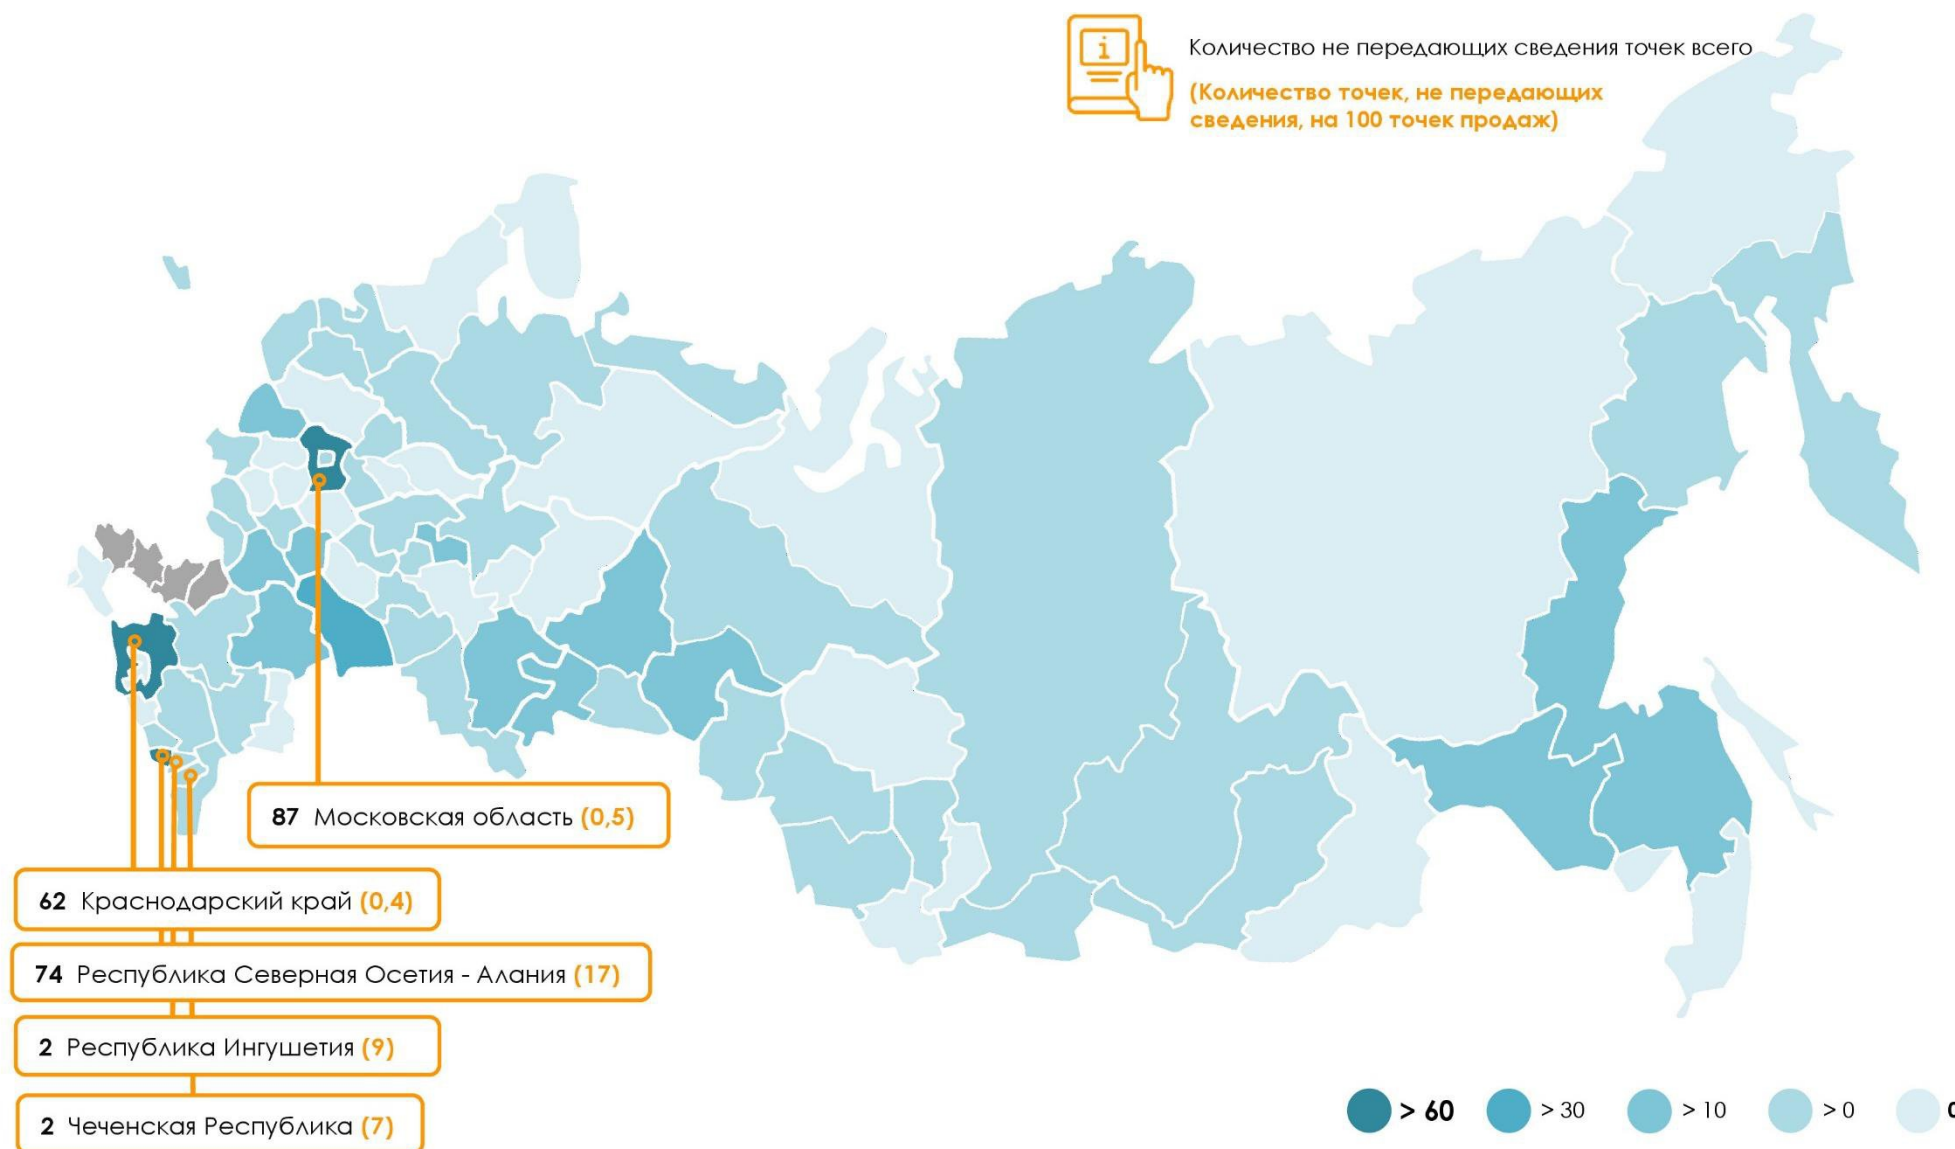 i
Количество не передающих сведения точек всего
(Количество точек, не передающих
сведения, на 100 точек продаж)
87 Московская область (0,5)
62 Краснодарский край (0,4)
74 Республика Северная Осетия - Алания (17)
2 Республика Ингушетия (9)
2 Чеченская Республика (7)
> 60 > 30 > 10 > 0 0